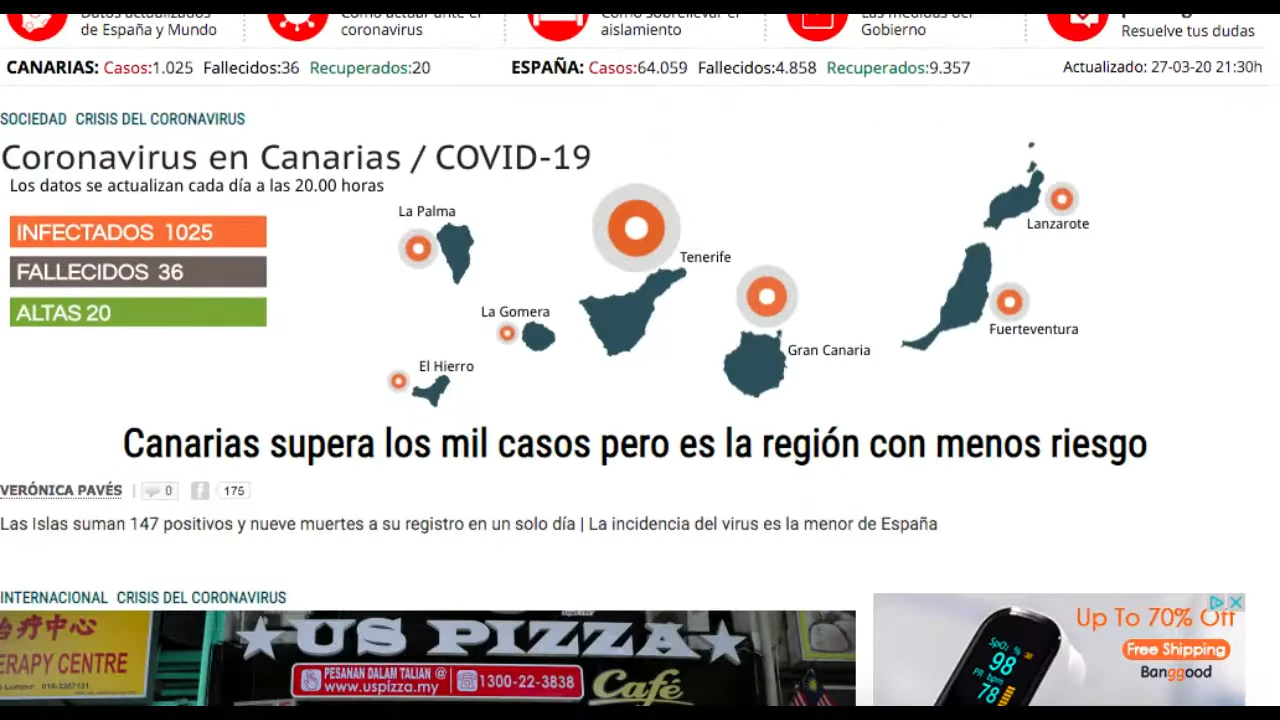 Datos actualizados
de España y Mundo
Cómo actuar ante el
coronavirus
Cómo sobrellevar el
aislamiento
Las medidas del
Gobierno
Resuelve tus dudas
CANARIAS: Casos:1.025 Fallecidos:36 Recuperados:20
ESPAÑA: Casos:64.059 Fallecidos:4.858 Recuperados:9.357
Actualizado: 27-03-20 21:30h
SOCIEDAD CRISIS DEL CORONAVIRUS
Coronavirus en Canarias / COVID-19
Los datos se actualizan cada día a las 20.00 horas
INFECTADOS 1025
FALLECIDOS 36
ALTAS 20
La Palma
Tenerife
Lanzarote
La Gomera
Gran Canaria
Fuerteventura
El Hierro
Canarias supera los mil casos pero es la región con menos riesgo
VERÓNICA PAVÉS | 0 f 175
Las Islas suman 147 positivos y nueve muertes a su registro en un solo día | La incidencia del virus es la menor de España
INTERNACIONAL CRISIS DEL CORONAVIRUS
治疗中心
ERAPY CENTRE
US PIZZA
PESANAN DALAM TALIAN @
www.uspizza.my
1300-22-3838
Café
Up To 70% Off
Free Shipping
Banggood
SpO₂ %
98
PR bpm
78